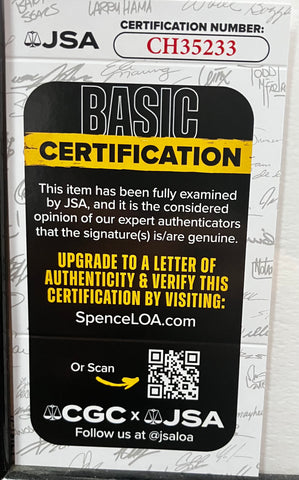 LARRY HAMA
CERTIFICATION NUMBER:
JSA
CH35233
BASIC
CERTIFICATION
This item has been fully examined
by JSA, and it is the considered
opinion of our expert authenticators
that the signature(s) is/are genuine.
UPGRADE TO A LETTER OF
AUTHENTICITY & VERIFY THIS
CERTIFICATION BY VISITING:
SpenceLOA.com
Or Scan
CGC x JSA
Follow us at @jsaloa